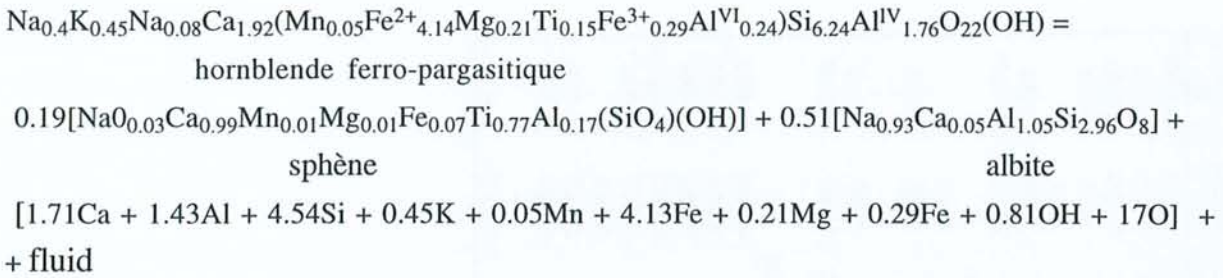 Na₀.₄K₀.₄₅Na₀.₀₈Ca₁.₉₂(Mn₀.₀₅Fe²⁺₄.₁₄Mg₀.₂₁Ti₀.₁₅Fe³⁺₀.₂₉Alⱽᴵ₀.₂₄)Si₆.₂₄Alᴵⱽ₁.₇₆O₂₂(OH) =
hornblende ferro-pargasitique
0.19[Na0₀.₀₃Ca₀.₉₉Mn₀.₀₁Mg₀.₀₁Fe₀.₀₇Ti₀.₇₇Al₀.₁₇(SiO₄)(OH)] + 0.51[Na₀.₉₃Ca₀.₀₅Al₁.₀₅Si₂.₉₆O₈] +
sphène albite
[1.71Ca + 1.43Al + 4.54Si + 0.45K + 0.05Mn + 4.13Fe + 0.21Mg + 0.29Fe + 0.81OH + 17O] +
+ fluid